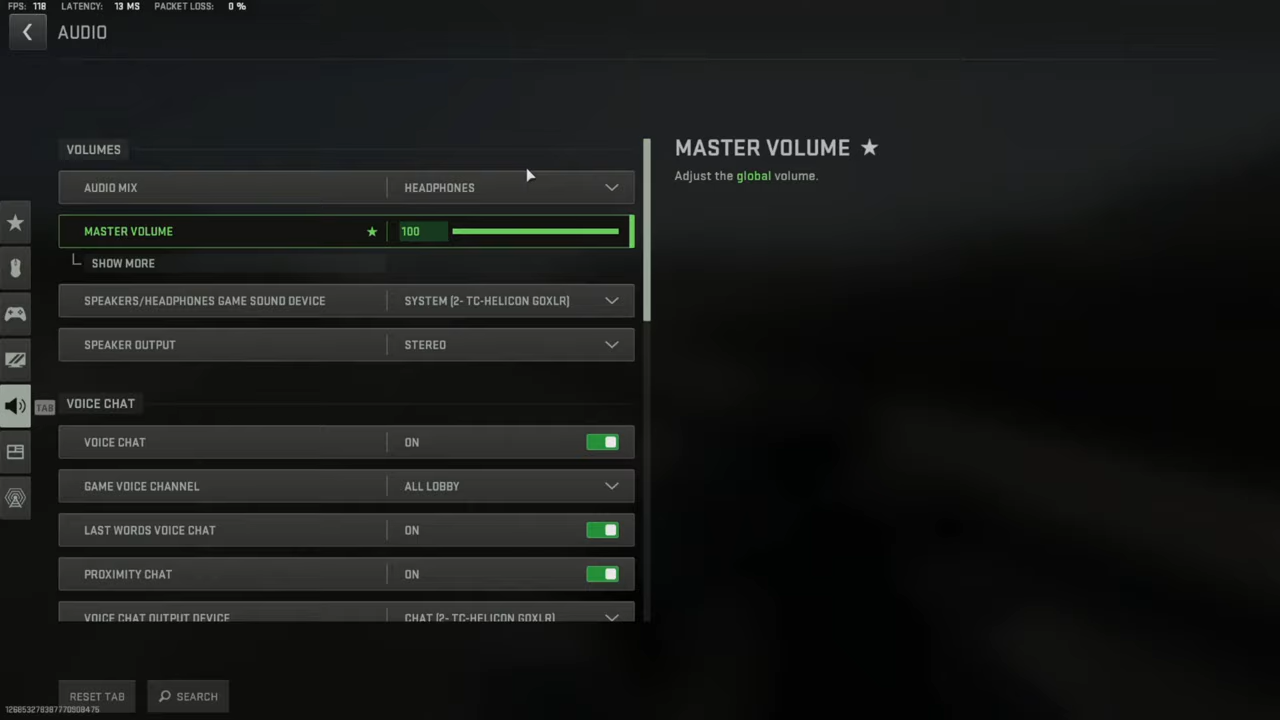 FPS: 118 LATENCY: 13 MS PACKET LOSS: 0 %
AUDIO
VOLUMES
AUDIO MIX HEADPHONES
MASTER VOLUME 100
SHOW MORE
SPEAKERS/HEADPHONES GAME SOUND DEVICE SYSTEM (2- TC-HELICON GOXLR)
SPEAKER OUTPUT STEREO
TAB
VOICE CHAT
VOICE CHAT ON
GAME VOICE CHANNEL ALL LOBBY
LAST WORDS VOICE CHAT ON
PROXIMITY CHAT ON
VOICE CHAT OUTPUT DEVICE CHAT (2- TC-HELICON GOXLR)
MASTER VOLUME ★
Adjust the global volume.
RESET TAB SEARCH